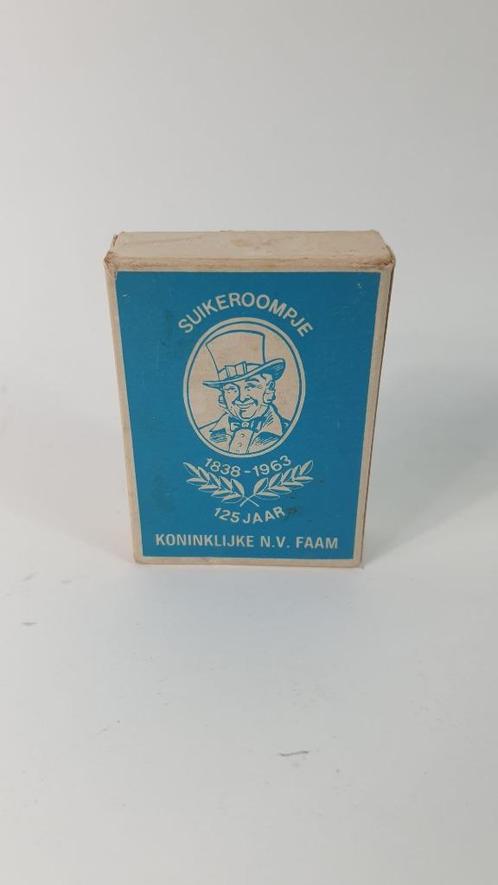 SUIKEROOMPJE
1838-1963
125 JAAR
KONINKLIJKE N.V. FAAM